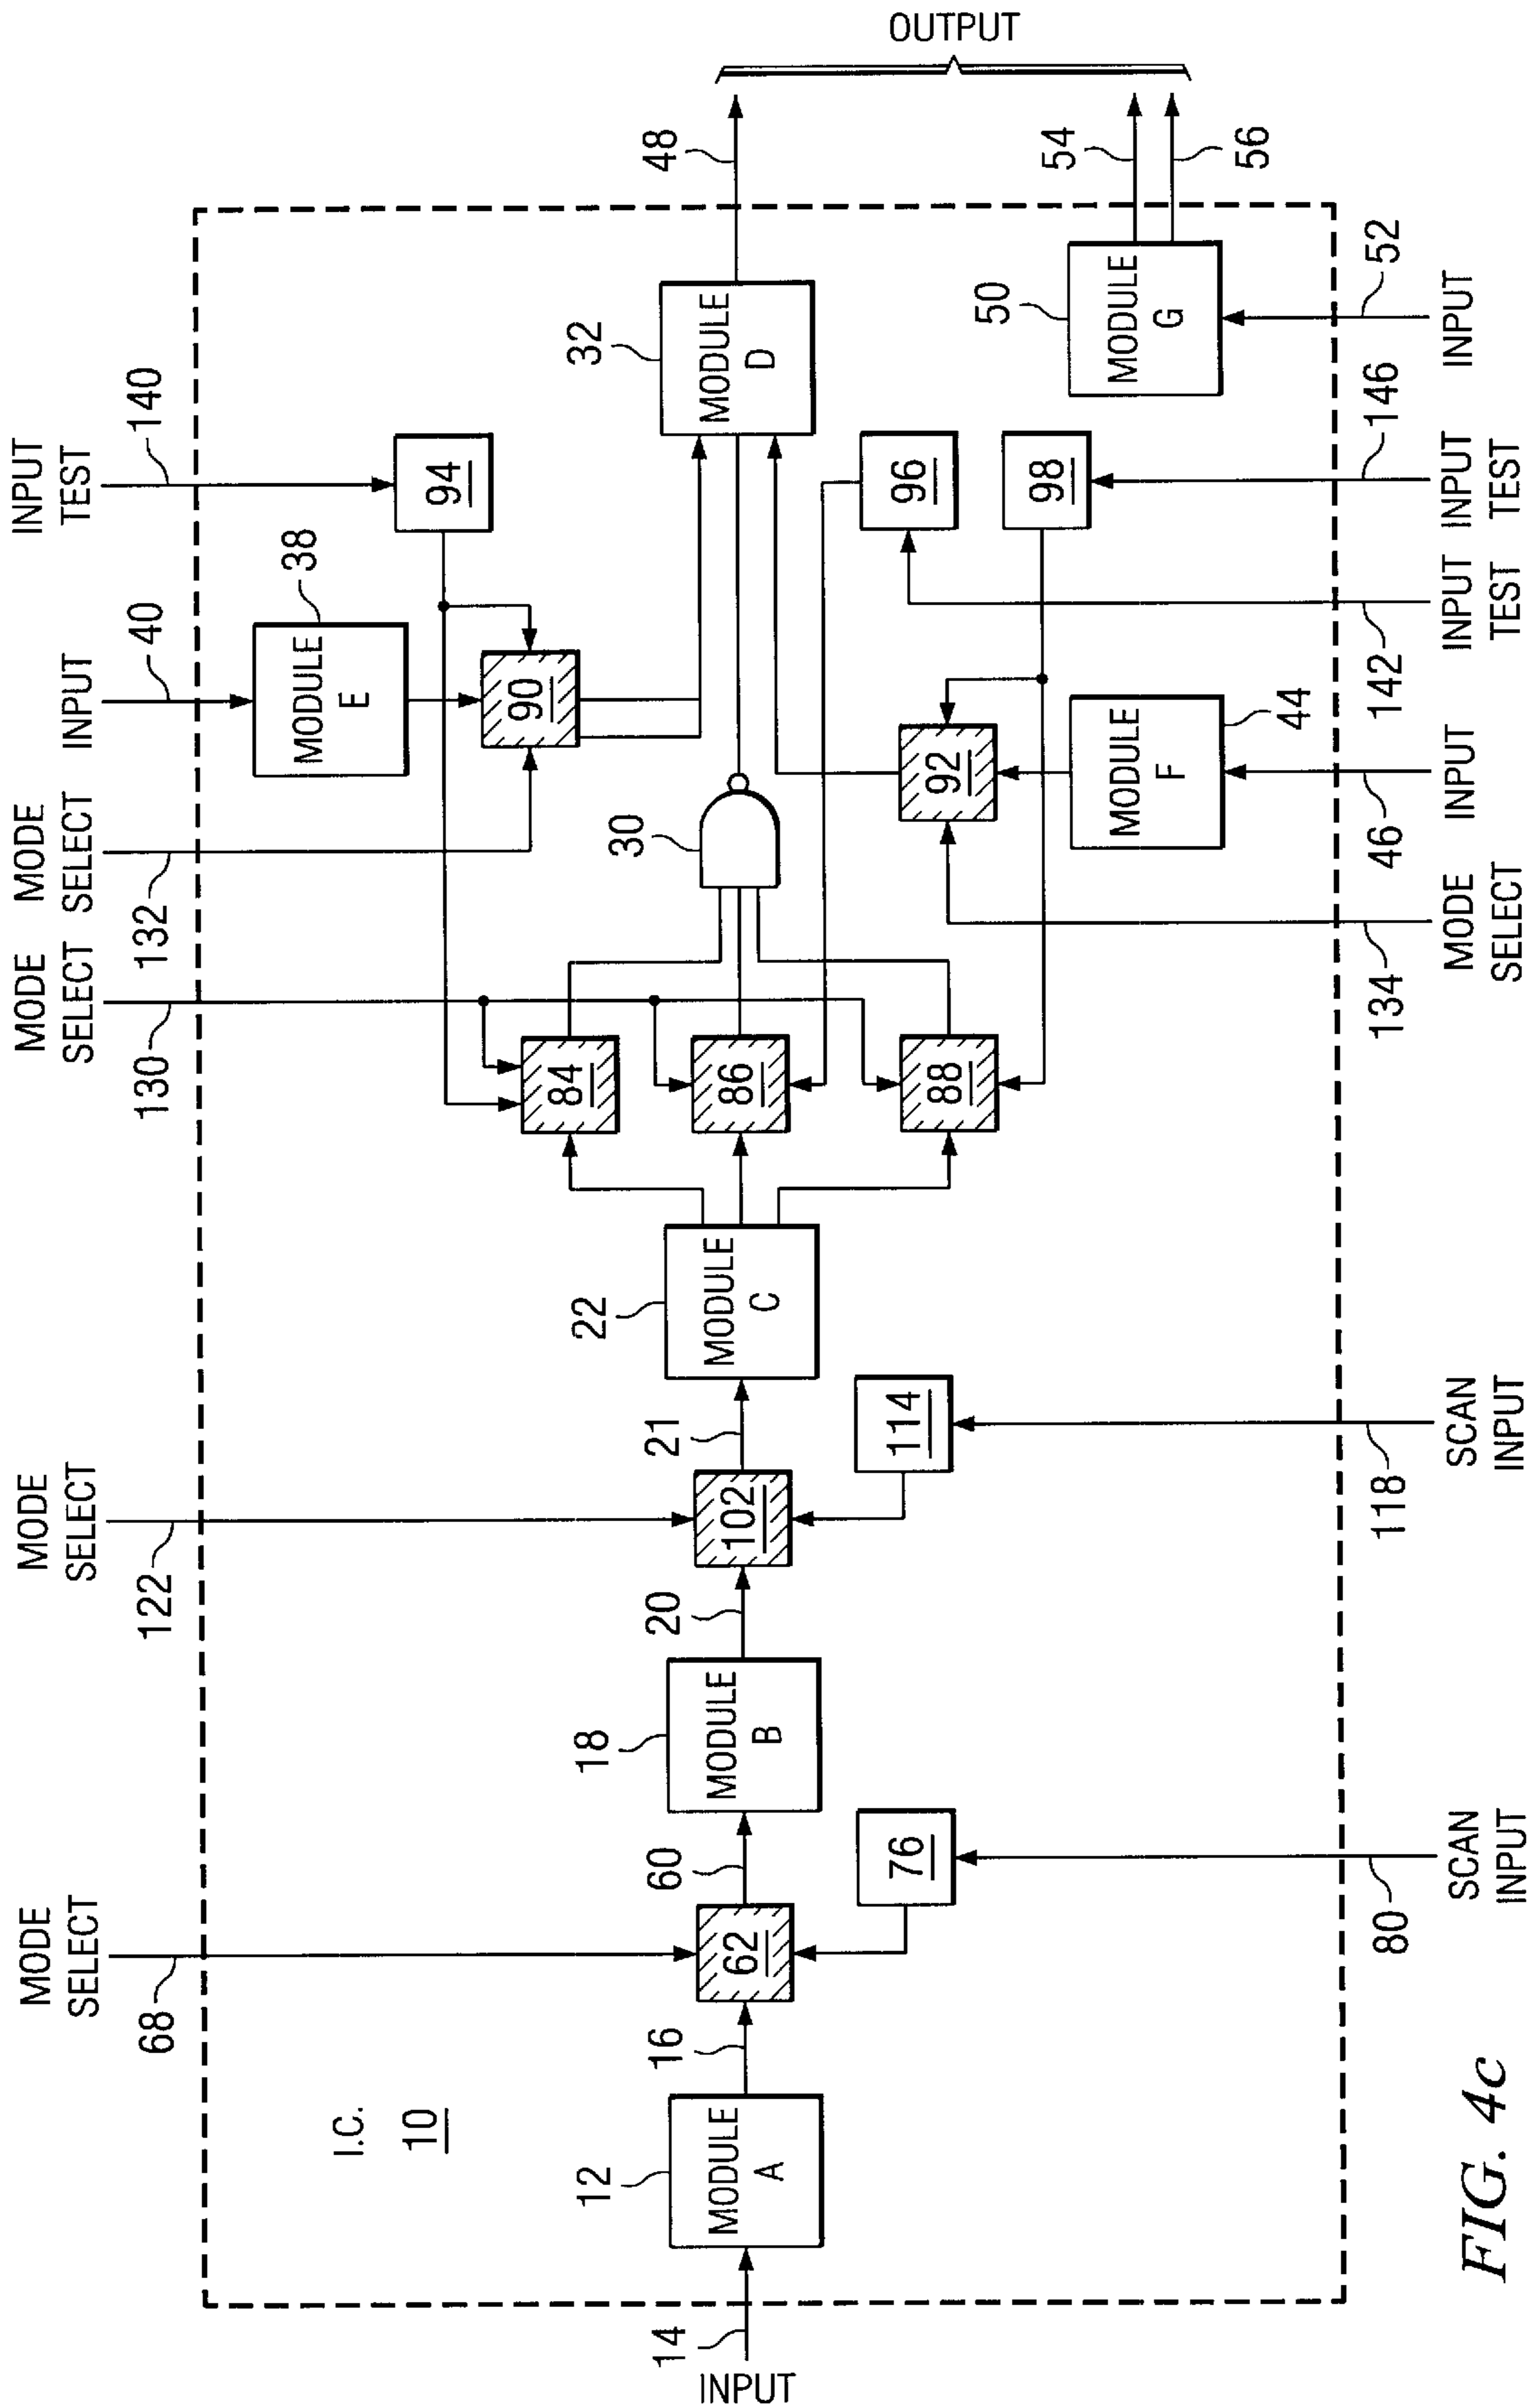 OUTPUT
INPUT
TEST
140
INPUT
40
MODE
SELECT
132
MODE
SELECT
130
MODE
SELECT
122
MODE
SELECT
68
I.C.
10
94
MODULE
E
38
90
48
54
56
MODULE
D
32
MODULE
G
50
96
98
30
92
MODULE
F
44
84
86
88
MODULE
C
22
21
102
114
20
MODULE
B
18
60
62
76
16
MODULE
A
12
14
INPUT
52
INPUT
146
INPUT
TEST
142
INPUT
TEST
46
INPUT
134
MODE
SELECT
118
SCAN
INPUT
80
SCAN
INPUT
FIG. 4c